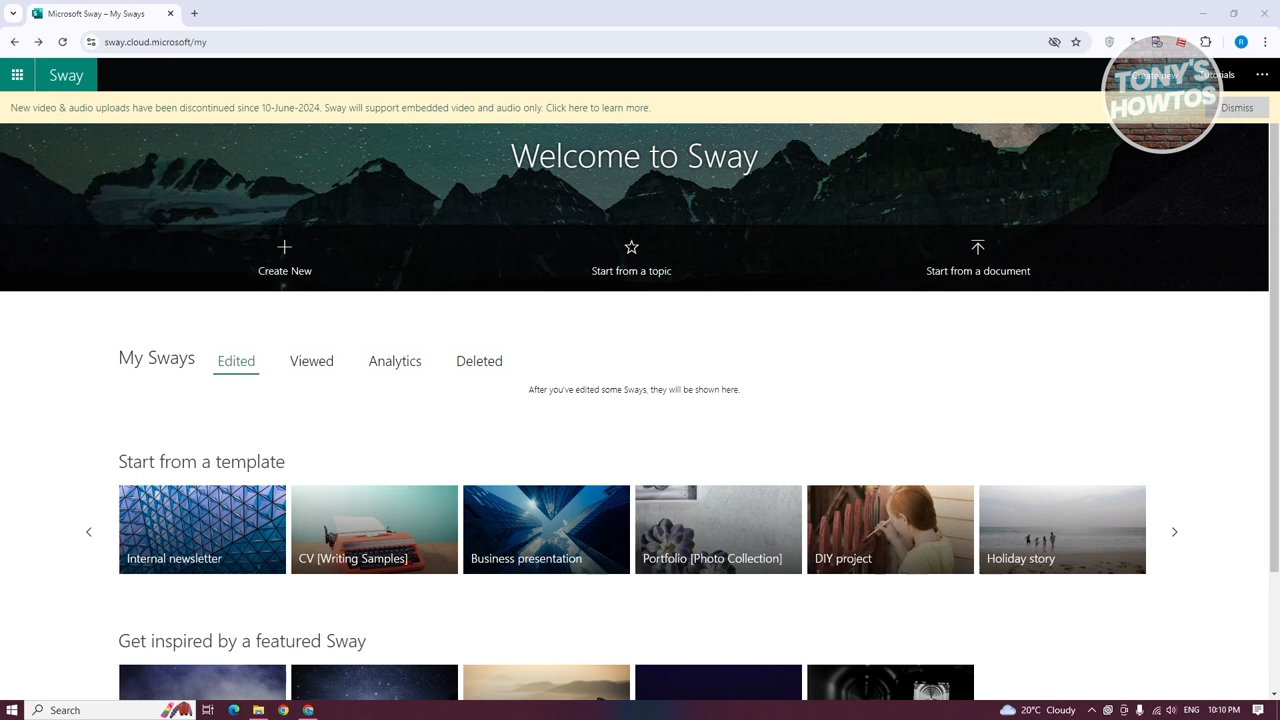 Microsoft Sway – My Sways
sway.cloud.microsoft/my
R
Sway
Create new
Tutorials
TONY'S
HOWTOS
New video & audio uploads have been discontinued since 10-June-2024. Sway will support embedded video and audio only. Click here to learn more.
Dismiss
Welcome to Sway
Create New
Start from a topic
Start from a document
My Sways
Edited
Viewed
Analytics
Deleted
After you've edited some Sways, they will be shown here.
Start from a template
Internal newsletter
CV [Writing Samples]
Business presentation
Portfolio [Photo Collection]
DIY project
Holiday story
Get inspired by a featured Sway
Search
20°C Cloudy
ENG
10:10 PM